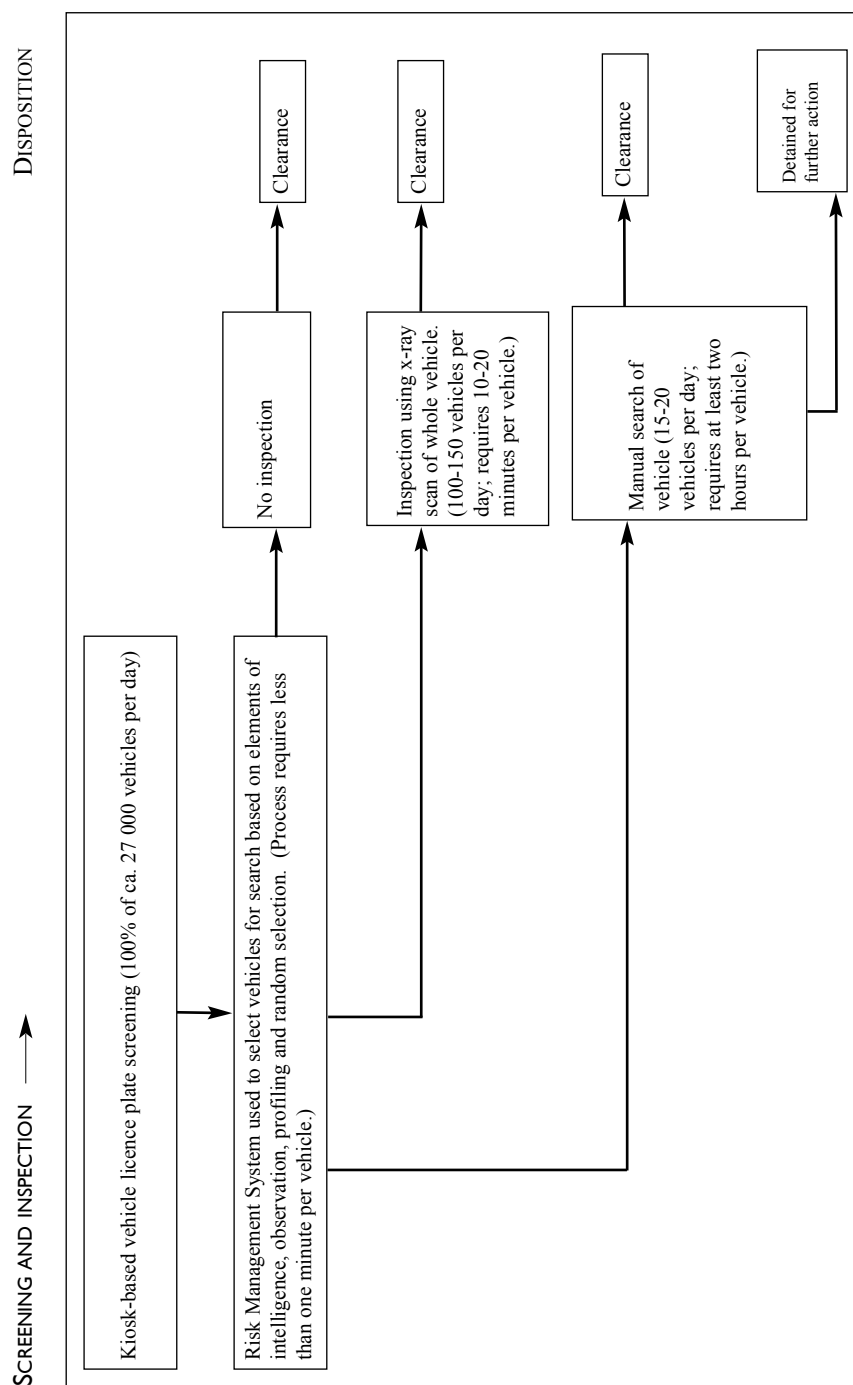 SCREENING AND INSPECTION
DISPOSITION
Kiosk-based vehicle licence plate screening (100% of ca. 27 000 vehicles per day)
Risk Management System used to select vehicles for search based on elements of
intelligence, observation, profiling and random selection. (Process requires less
than one minute per vehicle.)
No inspection
Clearance
Inspection using x-ray
scan of whole vehicle.
(100-150 vehicles per
day; requires 10-20
minutes per vehicle.)
Clearance
Manual search of
vehicle (15-20
vehicles per day;
requires at least two
hours per vehicle.)
Clearance
Detained for
further action